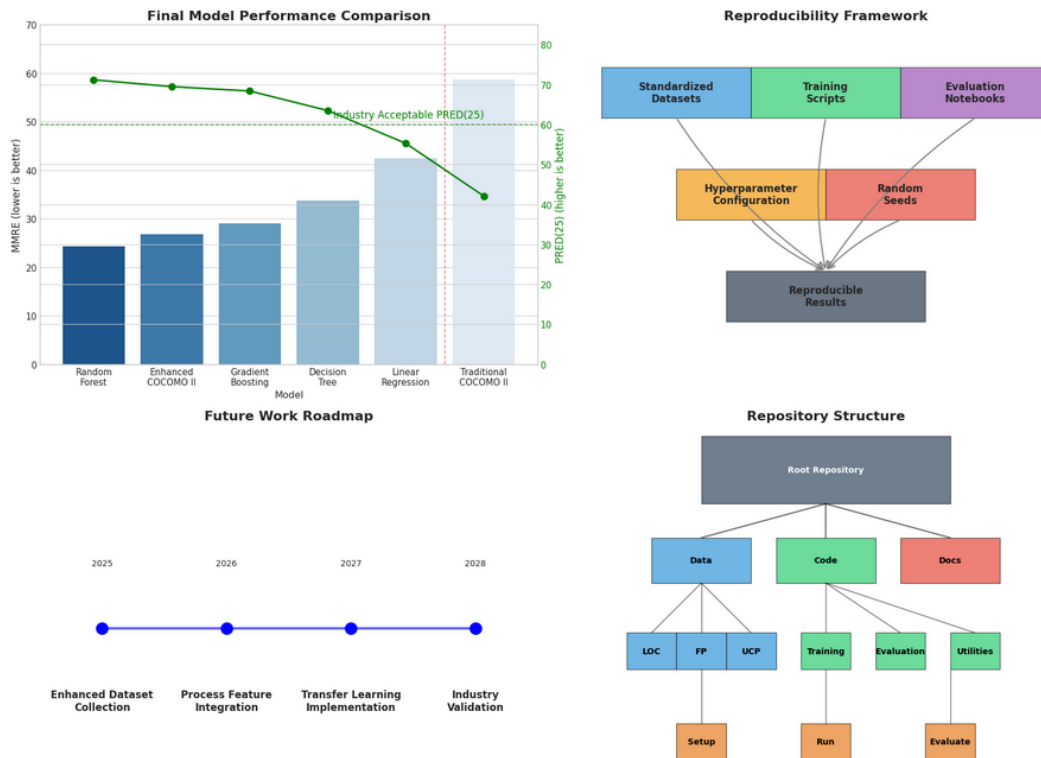 Final Model Performance Comparison
MMRE (lower is better)
70
60
50
40
30
20
10
0
Industry Acceptable PRED(25)
80
70
60
50
40
30
20
10
0
PRED(25) (higher is better)
Random
Forest
Enhanced
COCOMO II
Gradient
Boosting
Decision
Tree
Linear
Regression
Traditional
COCOMO II
Model
Reproducibility Framework
Standardized
Datasets
Training
Scripts
Evaluation
Notebooks
Hyperparameter
Configuration
Random
Seeds
Reproducible
Results
Future Work Roadmap
2025
2026
2027
2028
Enhanced Dataset
Collection
Process Feature
Integration
Transfer Learning
Implementation
Industry
Validation
Repository Structure
Root Repository
Data
Code
Docs
LOC
FP
UCP
Training
Evaluation
Utilities
Setup
Run
Evaluate